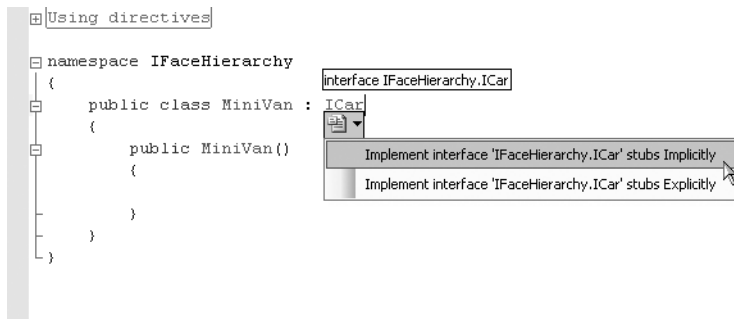 Using directives
namespace IFaceHierarchy
{
interface IFaceHierarchy.ICar
public class MiniVan : ICar
{
public MiniVan()
Implement interface 'IFaceHierarchy.ICar' stubs Implicitly
{
Implement interface 'IFaceHierarchy.ICar' stubs Explicitly
}
}
}